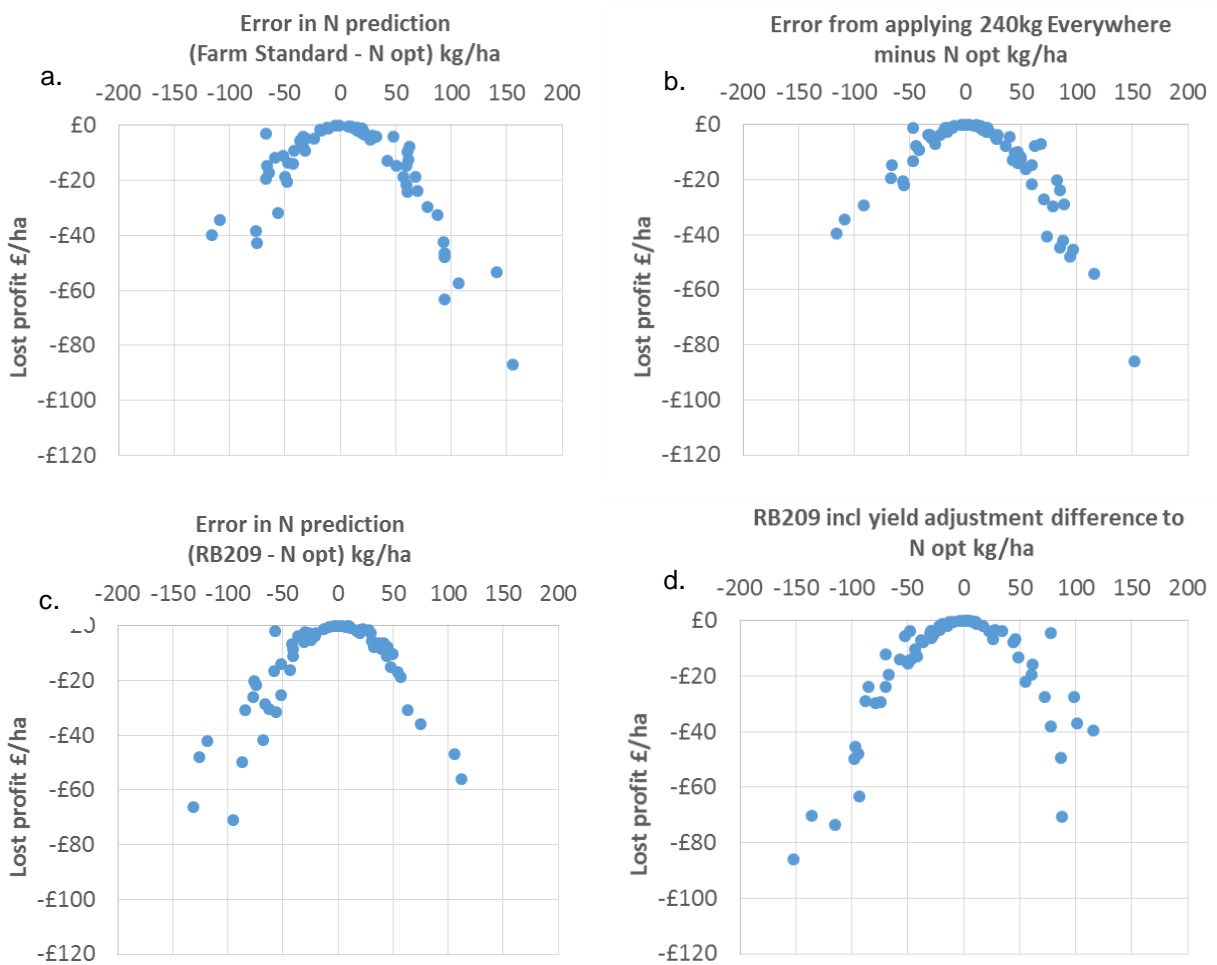 Error in N prediction
(Farm Standard - N opt) kg/ha
a.
-200 -150 -100 -50 0 50 100 150 200
£0
-£20
-£40
-£60
-£80
-£100
-£120
Lost profit £/ha
Error from applying 240kg Everywhere
minus N opt kg/ha
b.
-200 -150 -100 -50 0 50 100 150 200
£0
-£20
-£40
-£60
-£80
-£100
-£120
Lost profit £/ha
Error in N prediction
(RB209 - N opt) kg/ha
c.
-200 -150 -100 -50 0 50 100 150 200
-£20
-£40
-£60
-£80
-£100
-£120
Lost profit £/ha
RB209 incl yield adjustment difference to
N opt kg/ha
d.
-200 -150 -100 -50 0 50 100 150 200
£0
-£20
-£40
-£60
-£80
-£100
-£120
Lost profit £/ha